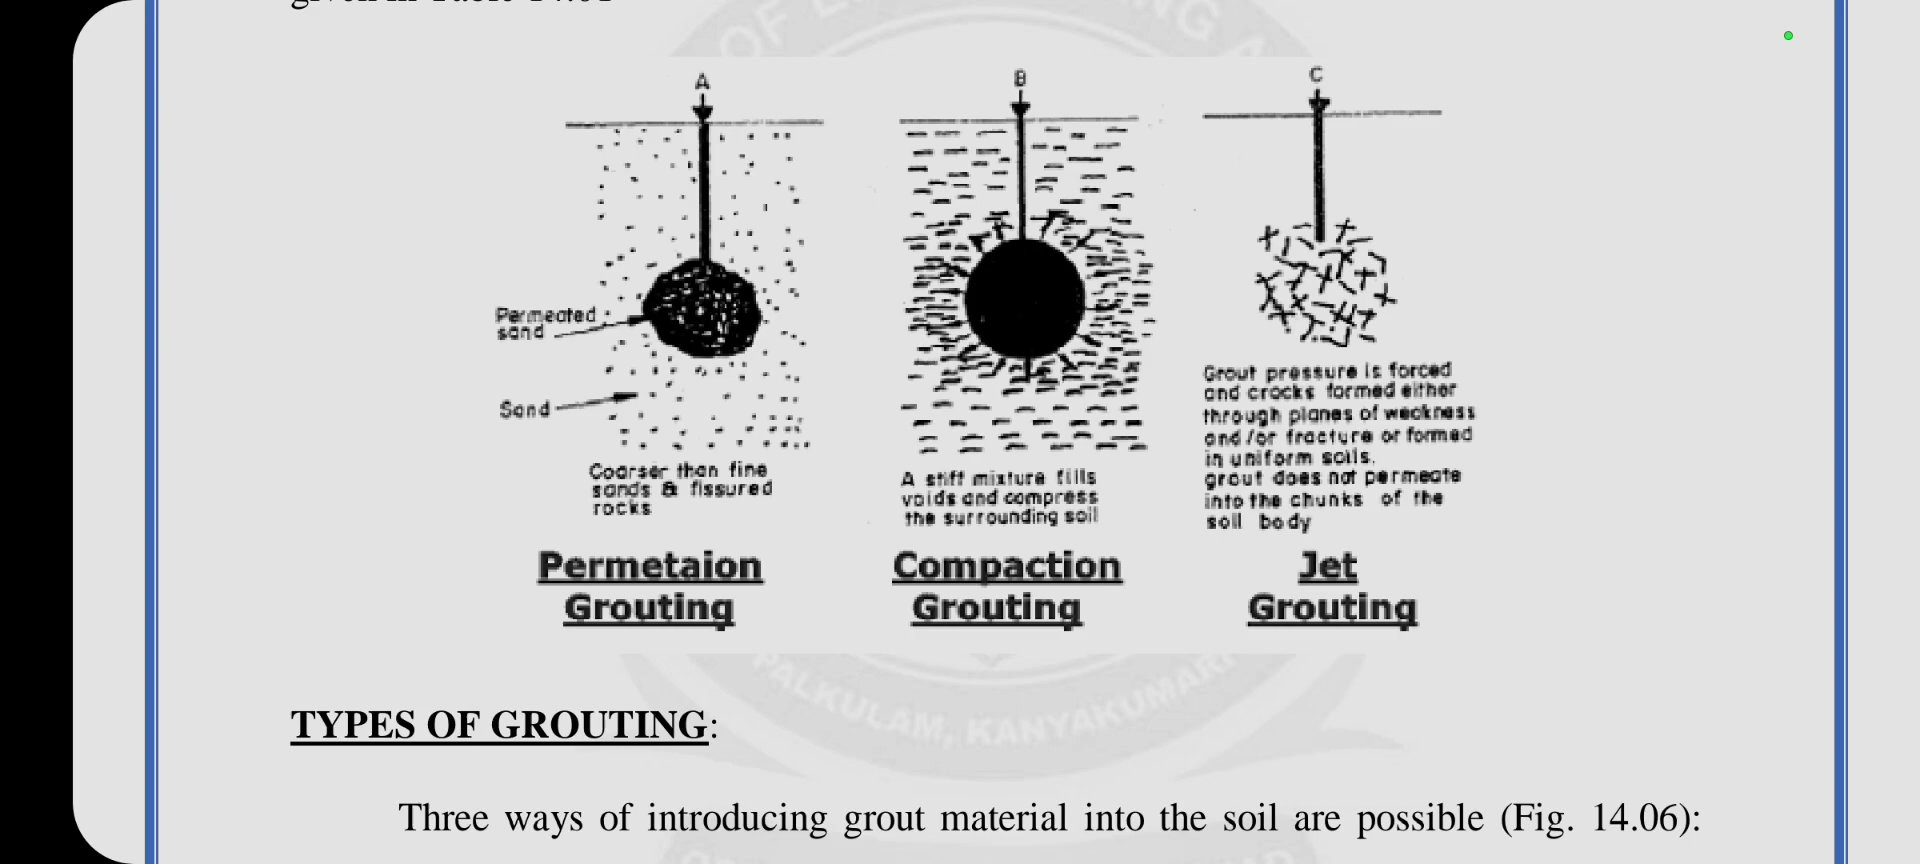 A
B
C
Permeated
sand
Sand
Coarser than fine
sands & fissured
rocks
A stiff mixture fills
voids and compress
the surrounding soil
Grout pressure is forced
and cracks formed either
through planes of weakness
and/or fracture or formed
in uniform soils.
grout does not permeate
into the chunks of the
soil body
Permetaion
Grouting
Compaction
Grouting
Jet
Grouting
PALKULAM, KANYAKUMARI
TYPES OF GROUTING:
Three ways of introducing grout material into the soil are possible (Fig. 14.06):